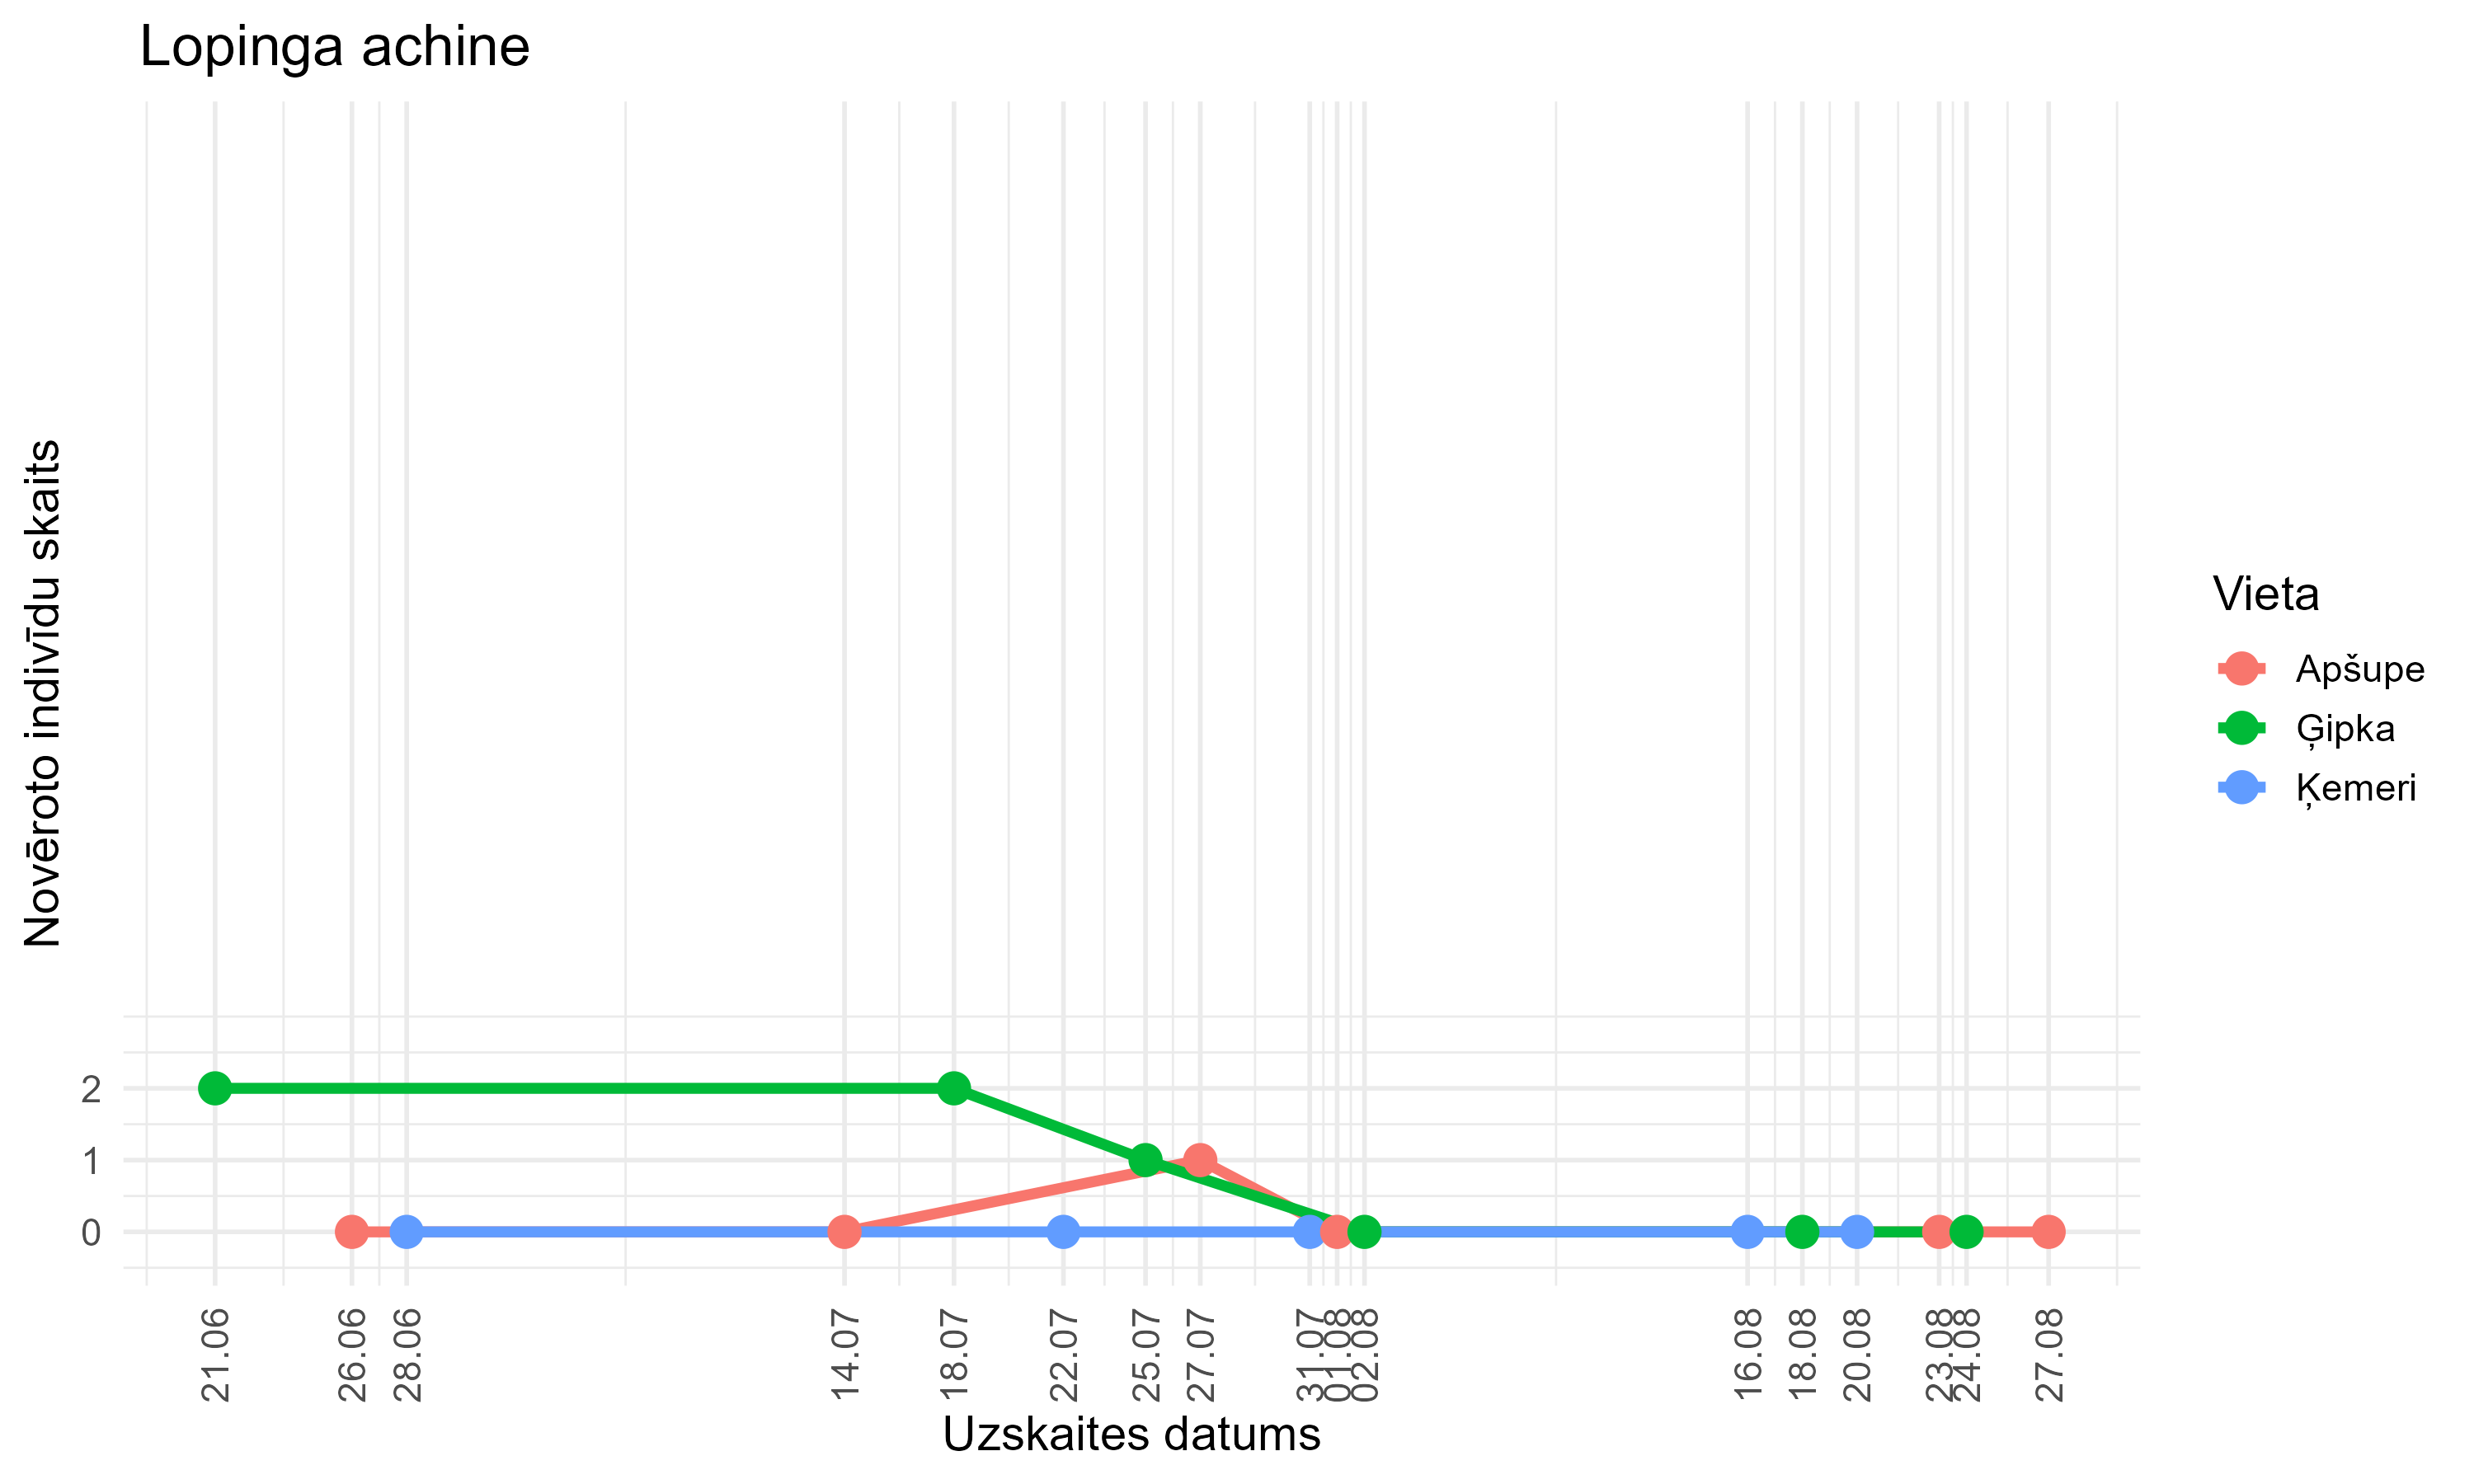 Lopinga achine
Novēroto indivīdu skaits
2
1
0
21.06
26.06
28.06
14.07
18.07
22.07
25.07
27.07
31.07
01.08
02.08
16.08
18.08
20.08
23.08
24.08
27.08
Uzskaites datums
Vieta
Apšupe
Ģipka
Ķemeri